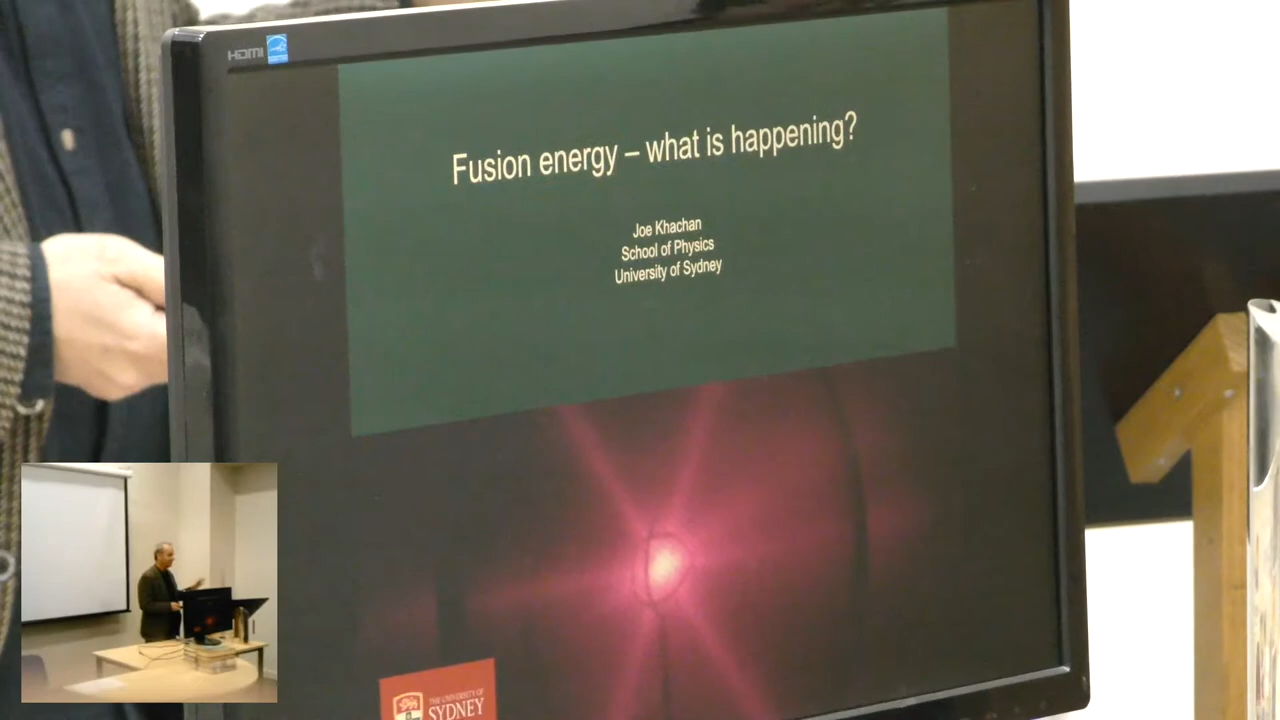 HDMI
Fusion energy – what is happening?
Joe Khachan
School of Physics
University of Sydney
THE UNIVERSITY OF
SYDNEY